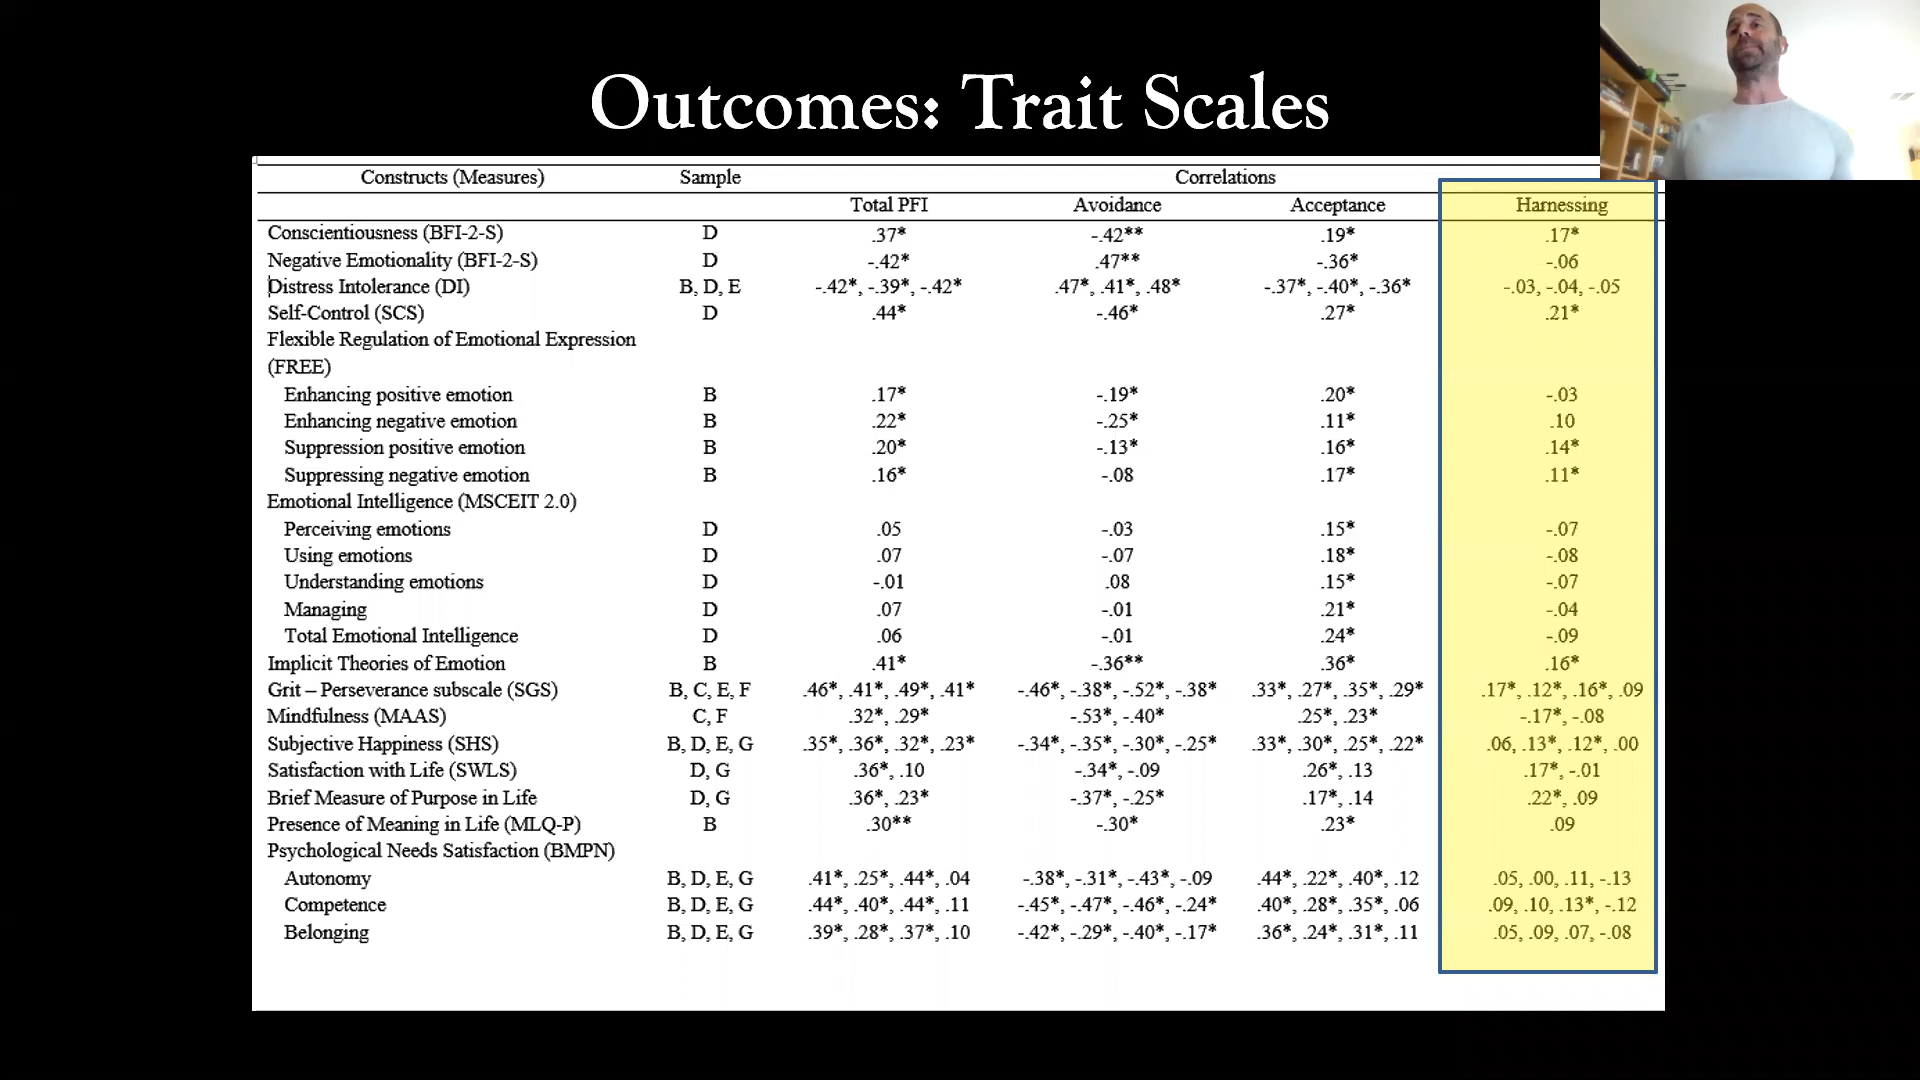 Outcomes: Trait Scales
Constructs (Measures) Sample Correlations
Total PFI Avoidance Acceptance Harnessing
Conscientiousness (BFI-2-S) D .37* -.42** .19* .17*
Negative Emotionality (BFI-2-S) D -.42* .47** -.36* -.06
Distress Intolerance (DI) B, D, E -.42*, -.39*, -.42* .47*, .41*, .48* -.37*, -.40*, -.36* -.03, -.04, -.05
Self-Control (SCS) D .44* -.46* .27* .21*
Flexible Regulation of Emotional Expression
(FREE)
Enhancing positive emotion B .17* -.19* .20* -.03
Enhancing negative emotion B .22* -.25* .11* .10
Suppression positive emotion B .20* -.13* .16* .14*
Suppressing negative emotion B .16* -.08 .17* .11*
Emotional Intelligence (MSCEIT 2.0)
Perceiving emotions D .05 -.03 .15* -.07
Using emotions D .07 -.07 .18* -.08
Understanding emotions D -.01 .08 .15* -.07
Managing D .07 -.01 .21* -.04
Total Emotional Intelligence D .06 -.01 .24* -.09
Implicit Theories of Emotion B .41* -.36** .36* .16*
Grit – Perseverance subscale (SGS) B, C, E, F .46*, .41*, .49*, .41* -.46*, -.38*, -.52*, -.38* .33*, .27*, .35*, .29* .17*, .12*, .16*, .09
Mindfulness (MAAS) C, F .32*, .29* -.53*, -.40* .25*, .23* -.17*, -.08
Subjective Happiness (SHS) B, D, E, G .35*, .36*, .32*, .23* -.34*, -.35*, -.30*, -.25* .33*, .30*, .25*, .22* .06, .13*, .12*, .00
Satisfaction with Life (SWLS) D, G .36*, .10 -.34*, -.09 .26*, .13 .17*, -.01
Brief Measure of Purpose in Life D, G .36*, .23* -.37*, -.25* .17*, .14 .22*, .09
Presence of Meaning in Life (MLQ-P) B .30** -.30* .23* .09
Psychological Needs Satisfaction (BMPN)
Autonomy B, D, E, G .41*, .25*, .44*, .04 -.38*, -.31*, -.43*, -.09 .44*, .22*, .40*, .12 .05, .00, .11, -.13
Competence B, D, E, G .44*, .40*, .44*, .11 -.45*, -.47*, -.46*, -.24* .40*, .28*, .35*, .06 .09, .10, .13*, -.12
Belonging B, D, E, G .39*, .28*, .37*, .10 -.42*, -.29*, -.40*, -.17* .36*, .24*, .31*, .11 .05, .09, .07, -.08